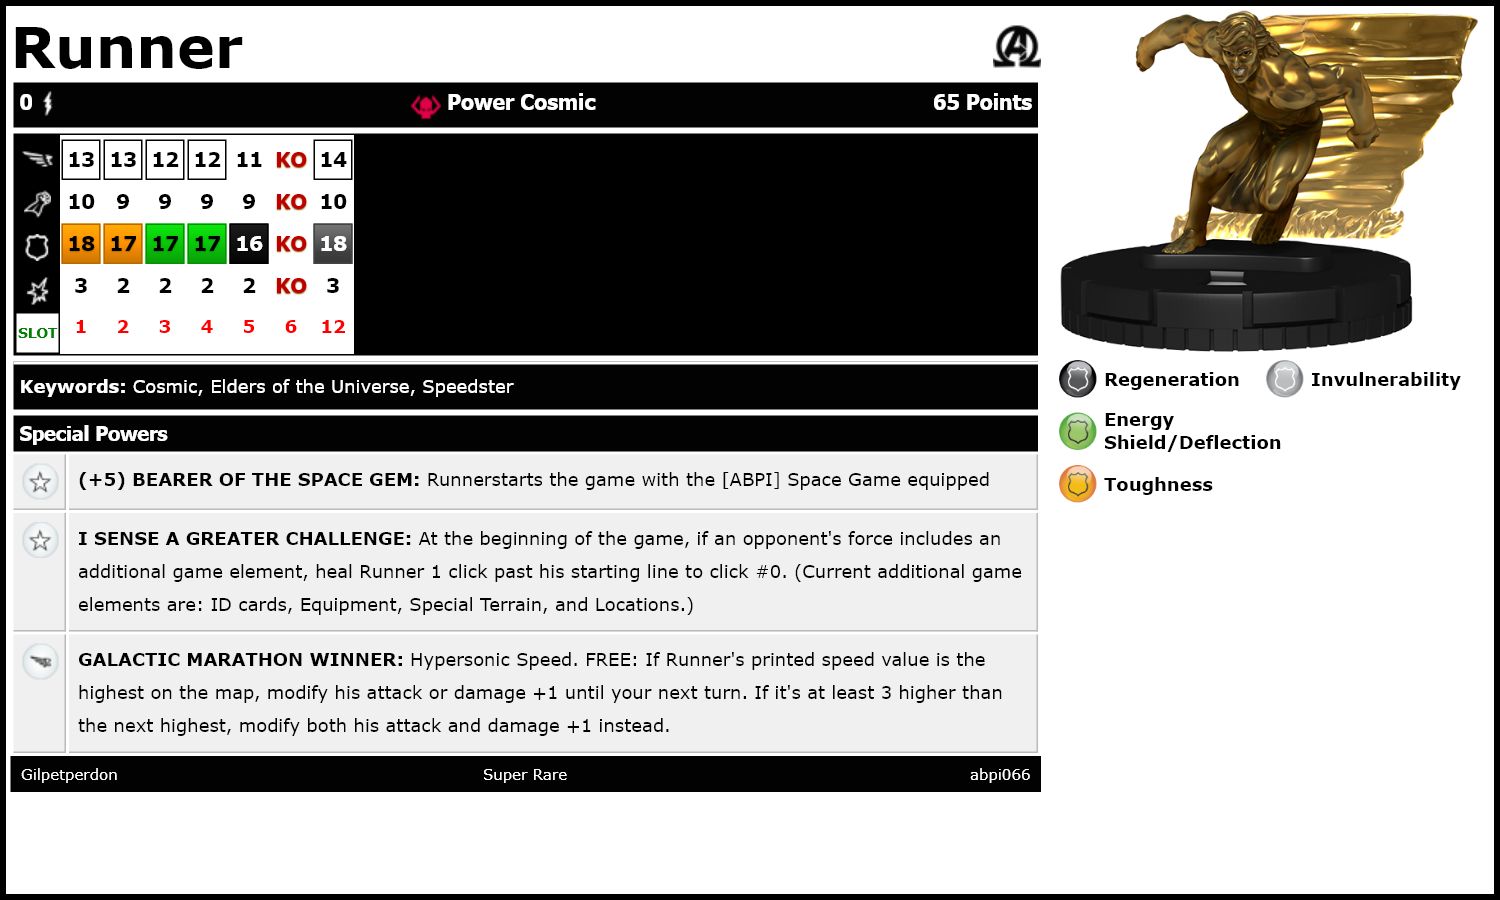 Runner
0 Power Cosmic 65 Points
13 13 12 12 11 KO 14
10 9 9 9 9 KO 10
18 17 17 17 16 KO 18
3 2 2 2 2 KO 3
SLOT 1 2 3 4 5 6 12
Keywords: Cosmic, Elders of the Universe, Speedster
Special Powers
(+5) BEARER OF THE SPACE GEM: Runnerstarts the game with the [ABPI] Space Game equipped
I SENSE A GREATER CHALLENGE: At the beginning of the game, if an opponent's force includes an
additional game element, heal Runner 1 click past his starting line to click #0. (Current additional game
elements are: ID cards, Equipment, Special Terrain, and Locations.)
GALACTIC MARATHON WINNER: Hypersonic Speed. FREE: If Runner's printed speed value is the
highest on the map, modify his attack or damage +1 until your next turn. If it's at least 3 higher than
the next highest, modify both his attack and damage +1 instead.
Gilpetperdon Super Rare abpi066
Regeneration Invulnerability
Energy
Shield/Deflection
Toughness